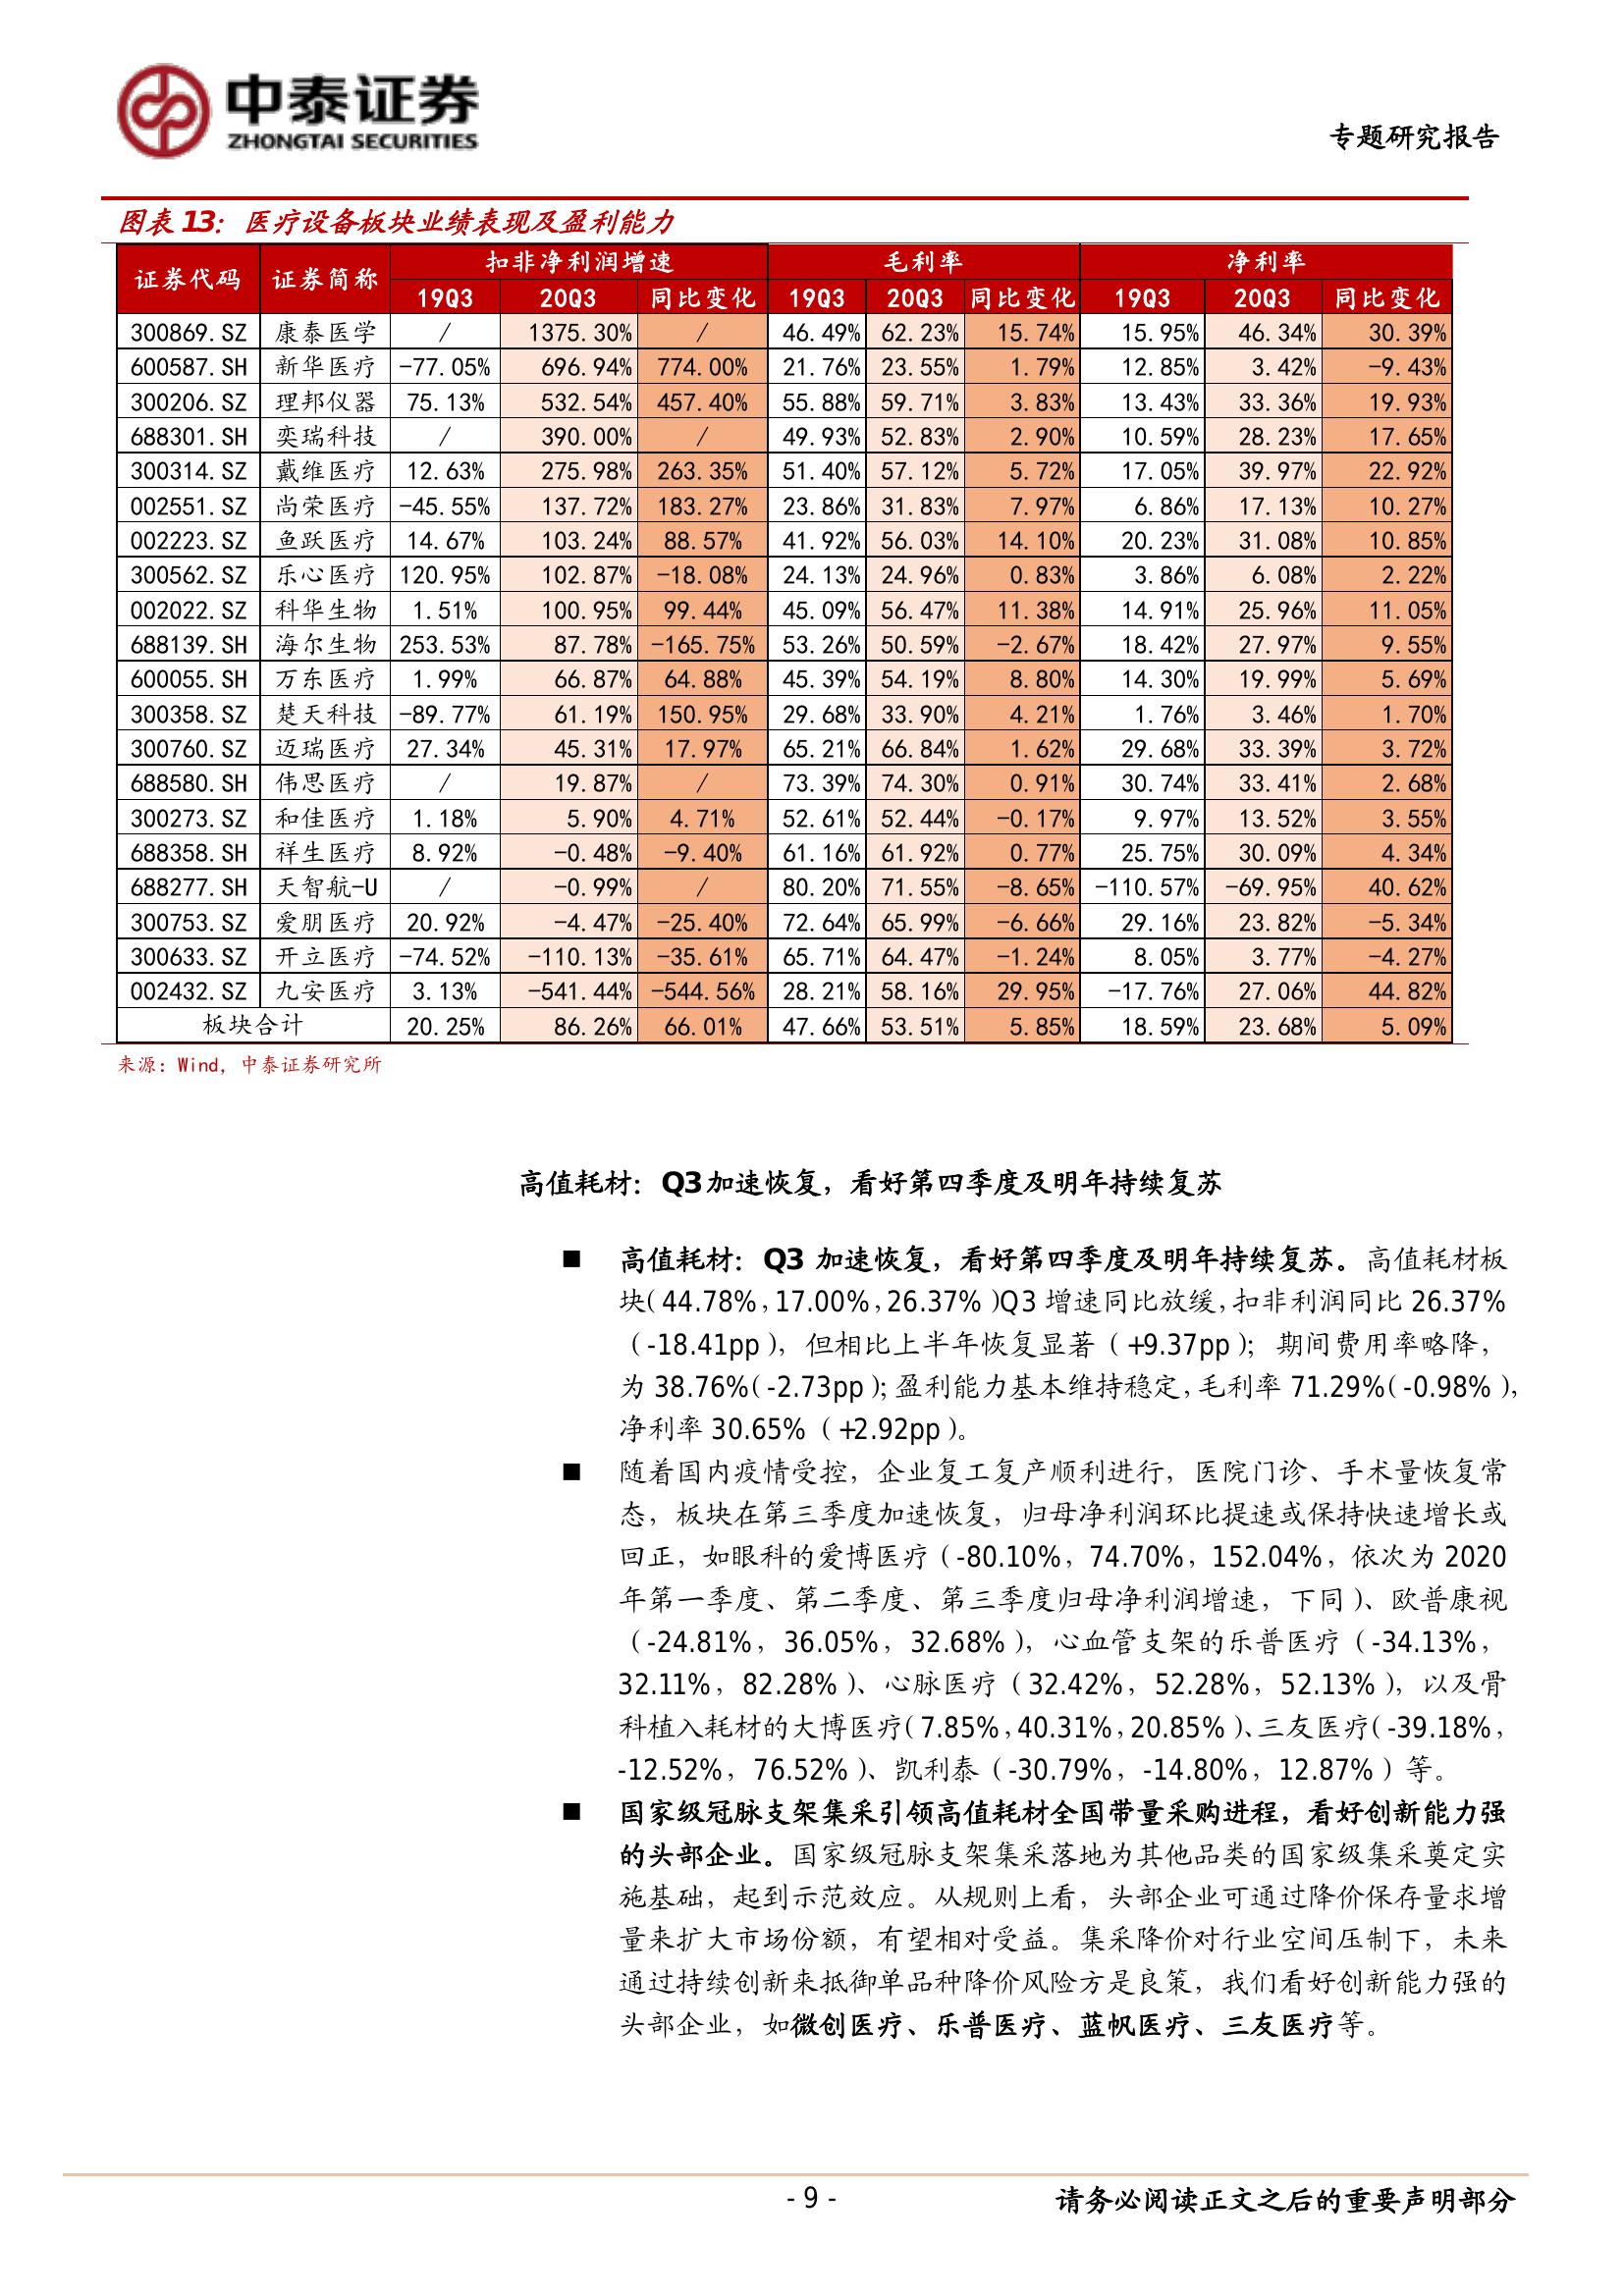 中泰证券
ZHONGTAI SECURITIES
专题研究报告
图表 13：医疗设备板块业绩表现及盈利能力
证券代码 证券简称 扣非净利润增速 毛利率 净利率
19Q3 20Q3 同比变化 19Q3 20Q3 同比变化 19Q3 20Q3 同比变化
300869.SZ 康泰医学 / 1375.30% / 46.49% 62.23% 15.74% 15.95% 46.34% 30.39%
600587.SH 新华医疗 -77.05% 696.94% 774.00% 21.76% 23.55% 1.79% 12.85% 3.42% -9.43%
300206.SZ 理邦仪器 75.13% 532.54% 457.40% 55.88% 59.71% 3.83% 13.43% 33.36% 19.93%
688301.SH 奕瑞科技 / 390.00% / 49.93% 52.83% 2.90% 10.59% 28.23% 17.65%
300314.SZ 戴维医疗 12.63% 275.98% 263.35% 51.40% 57.12% 5.72% 17.05% 39.97% 22.92%
002551.SZ 尚荣医疗 -45.55% 137.72% 183.27% 23.86% 31.83% 7.97% 6.86% 17.13% 10.27%
002223.SZ 鱼跃医疗 14.67% 103.24% 88.57% 41.92% 56.03% 14.10% 20.23% 31.08% 10.85%
300562.SZ 乐心医疗 120.95% 102.87% -18.08% 24.13% 24.96% 0.83% 3.86% 6.08% 2.22%
002022.SZ 科华生物 1.51% 100.95% 99.44% 45.09% 56.47% 11.38% 14.91% 25.96% 11.05%
688139.SH 海尔生物 253.53% 87.78% -165.75% 53.26% 50.59% -2.67% 18.42% 27.97% 9.55%
600055.SH 万东医疗 1.99% 66.87% 64.88% 45.39% 54.19% 8.80% 14.30% 19.99% 5.69%
300358.SZ 楚天科技 -89.77% 61.19% 150.95% 29.68% 33.90% 4.21% 1.76% 3.46% 1.70%
300760.SZ 迈瑞医疗 27.34% 45.31% 17.97% 65.21% 66.84% 1.62% 29.68% 33.39% 3.72%
688580.SH 伟思医疗 / 19.87% / 73.39% 74.30% 0.91% 30.74% 33.41% 2.68%
300273.SZ 和佳医疗 1.18% 5.90% 4.71% 52.61% 52.44% -0.17% 9.97% 13.52% 3.55%
688358.SH 祥生医疗 8.92% -0.48% -9.40% 61.16% 61.92% 0.77% 25.75% 30.09% 4.34%
688277.SH 天智航-U / -0.99% / 80.20% 71.55% -8.65% -110.57% -69.95% 40.62%
300753.SZ 爱朋医疗 20.92% -4.47% -25.40% 72.64% 65.99% -6.66% 29.16% 23.82% -5.34%
300633.SZ 开立医疗 -74.52% -110.13% -35.61% 65.71% 64.47% -1.24% 8.05% 3.77% -4.27%
002432.SZ 九安医疗 3.13% -541.44% -544.56% 28.21% 58.16% 29.95% -17.76% 27.06% 44.82%
板块合计 20.25% 86.26% 66.01% 47.66% 53.51% 5.85% 18.59% 23.68% 5.09%
来源：Wind，中泰证券研究所
高值耗材：Q3加速恢复，看好第四季度及明年持续复苏
■ 高值耗材：Q3 加速恢复，看好第四季度及明年持续复苏。高值耗材板
块（44.78%，17.00%，26.37%）Q3 增速同比放缓，扣非利润同比 26.37%
（-18.41pp），但相比上半年恢复显著（+9.37pp）；期间费用率略降，
为 38.76%（-2.73pp）；盈利能力基本维持稳定，毛利率 71.29%（-0.98%），
净利率 30.65%（+2.92pp）。
■ 随着国内疫情受控，企业复工复产顺利进行，医院门诊、手术量恢复常
态，板块在第三季度加速恢复，归母净利润环比提速或保持快速增长或
回正，如眼科的爱博医疗（-80.10%，74.70%，152.04%，依次为 2020
年第一季度、第二季度、第三季度归母净利润增速，下同）、欧普康视
（-24.81%，36.05%，32.68%），心血管支架的乐普医疗（-34.13%，
32.11%，82.28%）、心脉医疗（32.42%，52.28%，52.13%），以及骨
科植入耗材的大博医疗（7.85%，40.31%，20.85%）、三友医疗（-39.18%，
-12.52%，76.52%）、凯利泰（-30.79%，-14.80%，12.87%）等。
■ 国家级冠脉支架集采引领高值耗材全国带量采购进程，看好创新能力强
的头部企业。国家级冠脉支架集采落地为其他品类的国家级集采奠定实
施基础，起到示范效应。从规则上看，头部企业可通过降价保存量求增
量来扩大市场份额，有望相对受益。集采降价对行业空间压制下，未来
通过持续创新来抵御单品种降价风险方是良策，我们看好创新能力强的
头部企业，如微创医疗、乐普医疗、蓝帆医疗、三友医疗等。
- 9 -
请务必阅读正文之后的重要声明部分